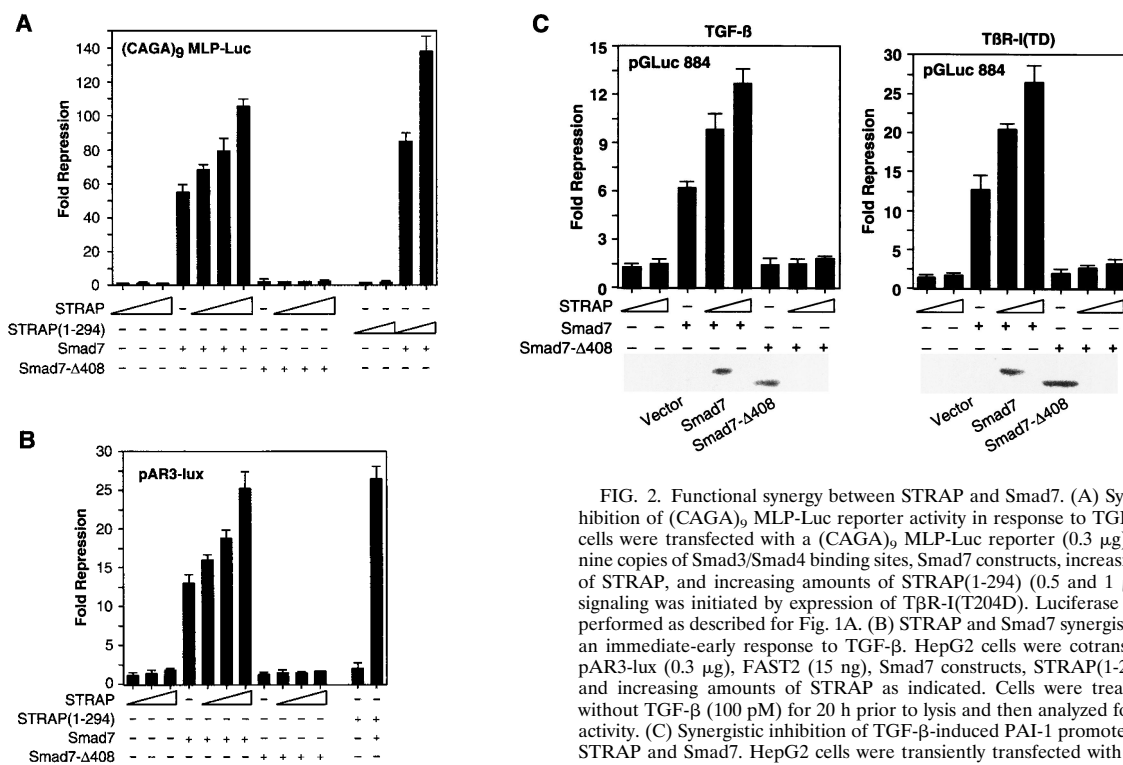 A
(CAGA)9 MLP-Luc
Fold Repression
140
120
100
80
60
40
20
0
STRAP – –
STRAP(1-294) – – – – – – – – – – –
Smad7 – – – + + + + – – – – – – + +
Smad7-Δ408 – – – – – – – + + + + – – – –
B
pAR3-lux
Fold Repression
30
25
20
15
10
5
0
STRAP – – – –
STRAP(1-294) – – – – – – – – – – – + +
Smad7 – – – + + + + – – – – – +
Smad7-Δ408 – – – – – – – + + + + – –
C
TGF-ß
pGLuc 884
Fold Repression
15
12
9
6
3
0
STRAP – –
Smad7 – – + + + – – –
Smad7-Δ408 – – – – – + + +
Vector
Smad7
Smad7-Δ408
TßR-I(TD)
pGLuc 884
Fold Repression
30
25
20
15
10
5
0
– –
– – + + + – – –
– – – – – + + +
Vector
Smad7
Smad7-Δ408
FIG. 2. Functional synergy between STRAP and Smad7. (A) Sy
hibition of (CAGA)9 MLP-Luc reporter activity in response to TGF
cells were transfected with a (CAGA)9 MLP-Luc reporter (0.3 μg)
nine copies of Smad3/Smad4 binding sites, Smad7 constructs, increasi
of STRAP, and increasing amounts of STRAP(1-294) (0.5 and 1
signaling was initiated by expression of TβR-I(T204D). Luciferase
performed as described for Fig. 1A. (B) STRAP and Smad7 synergis
an immediate-early response to TGF-β. HepG2 cells were cotrans
pAR3-lux (0.3 μg), FAST2 (15 ng), Smad7 constructs, STRAP(1-2
and increasing amounts of STRAP as indicated. Cells were trea
without TGF-β (100 pM) for 20 h prior to lysis and then analyzed fo
activity. (C) Synergistic inhibition of TGF-β-induced PAI-1 promote
STRAP and Smad7. HepG2 cells were transiently transfected with